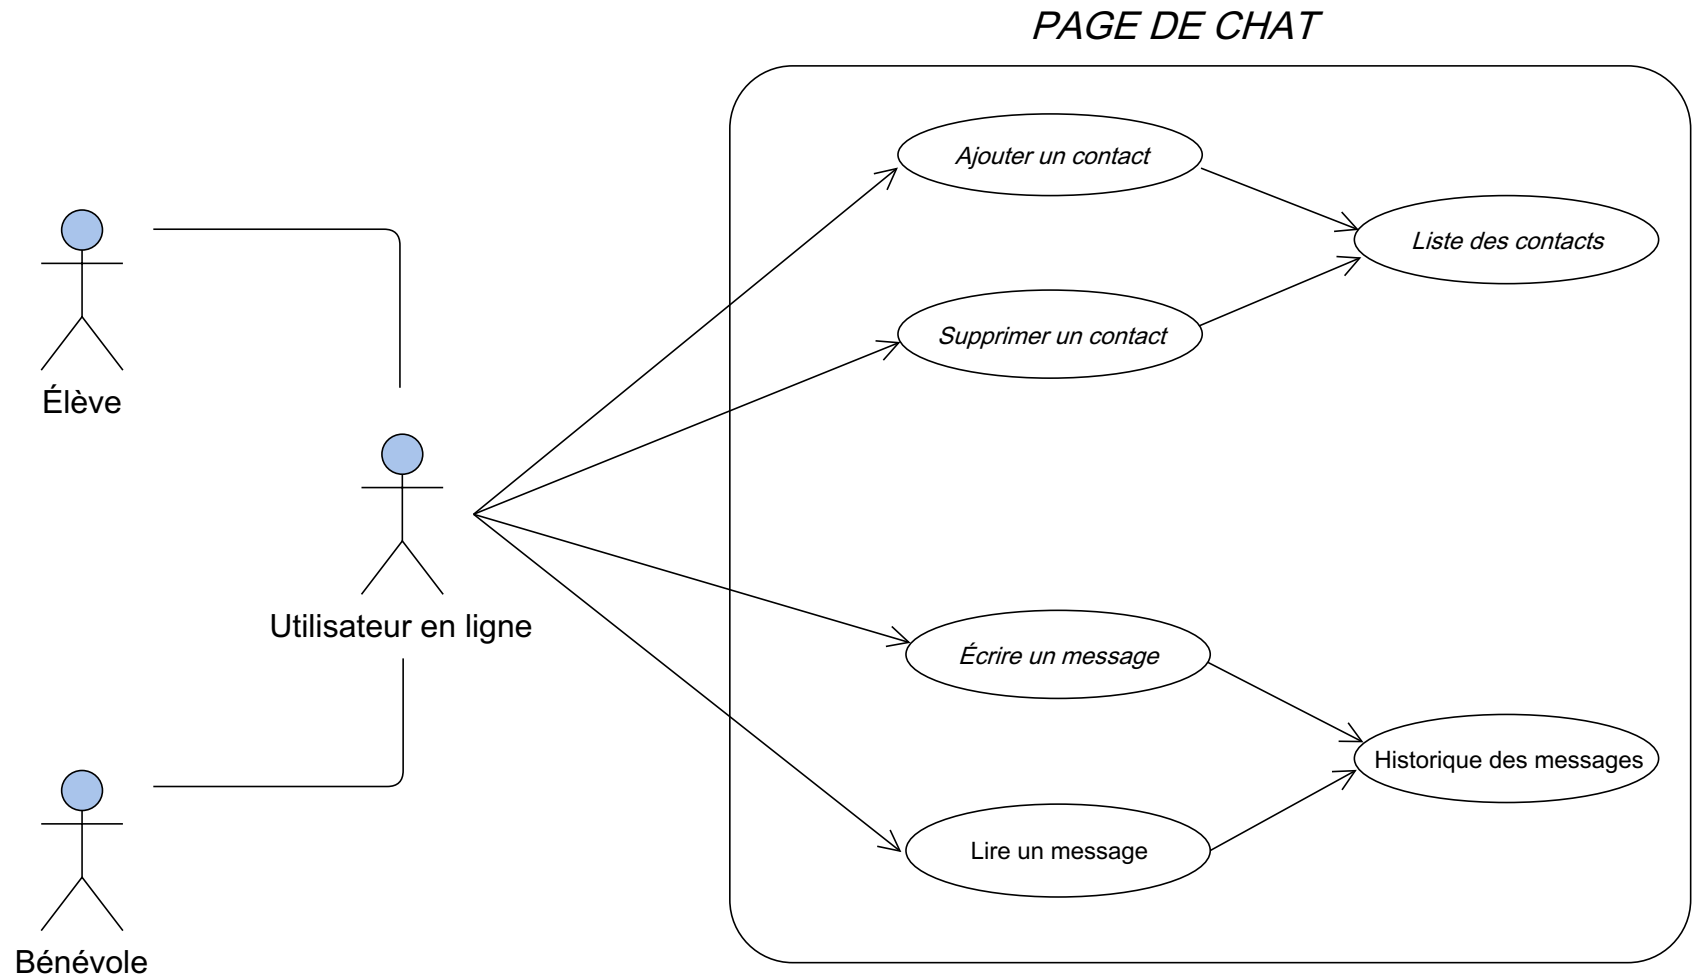 PAGE DE CHAT
Ajouter un contact
Liste des contacts
Supprimer un contact
Élève
Utilisateur en ligne
Écrire un message
Historique des messages
Lire un message
Bénévole